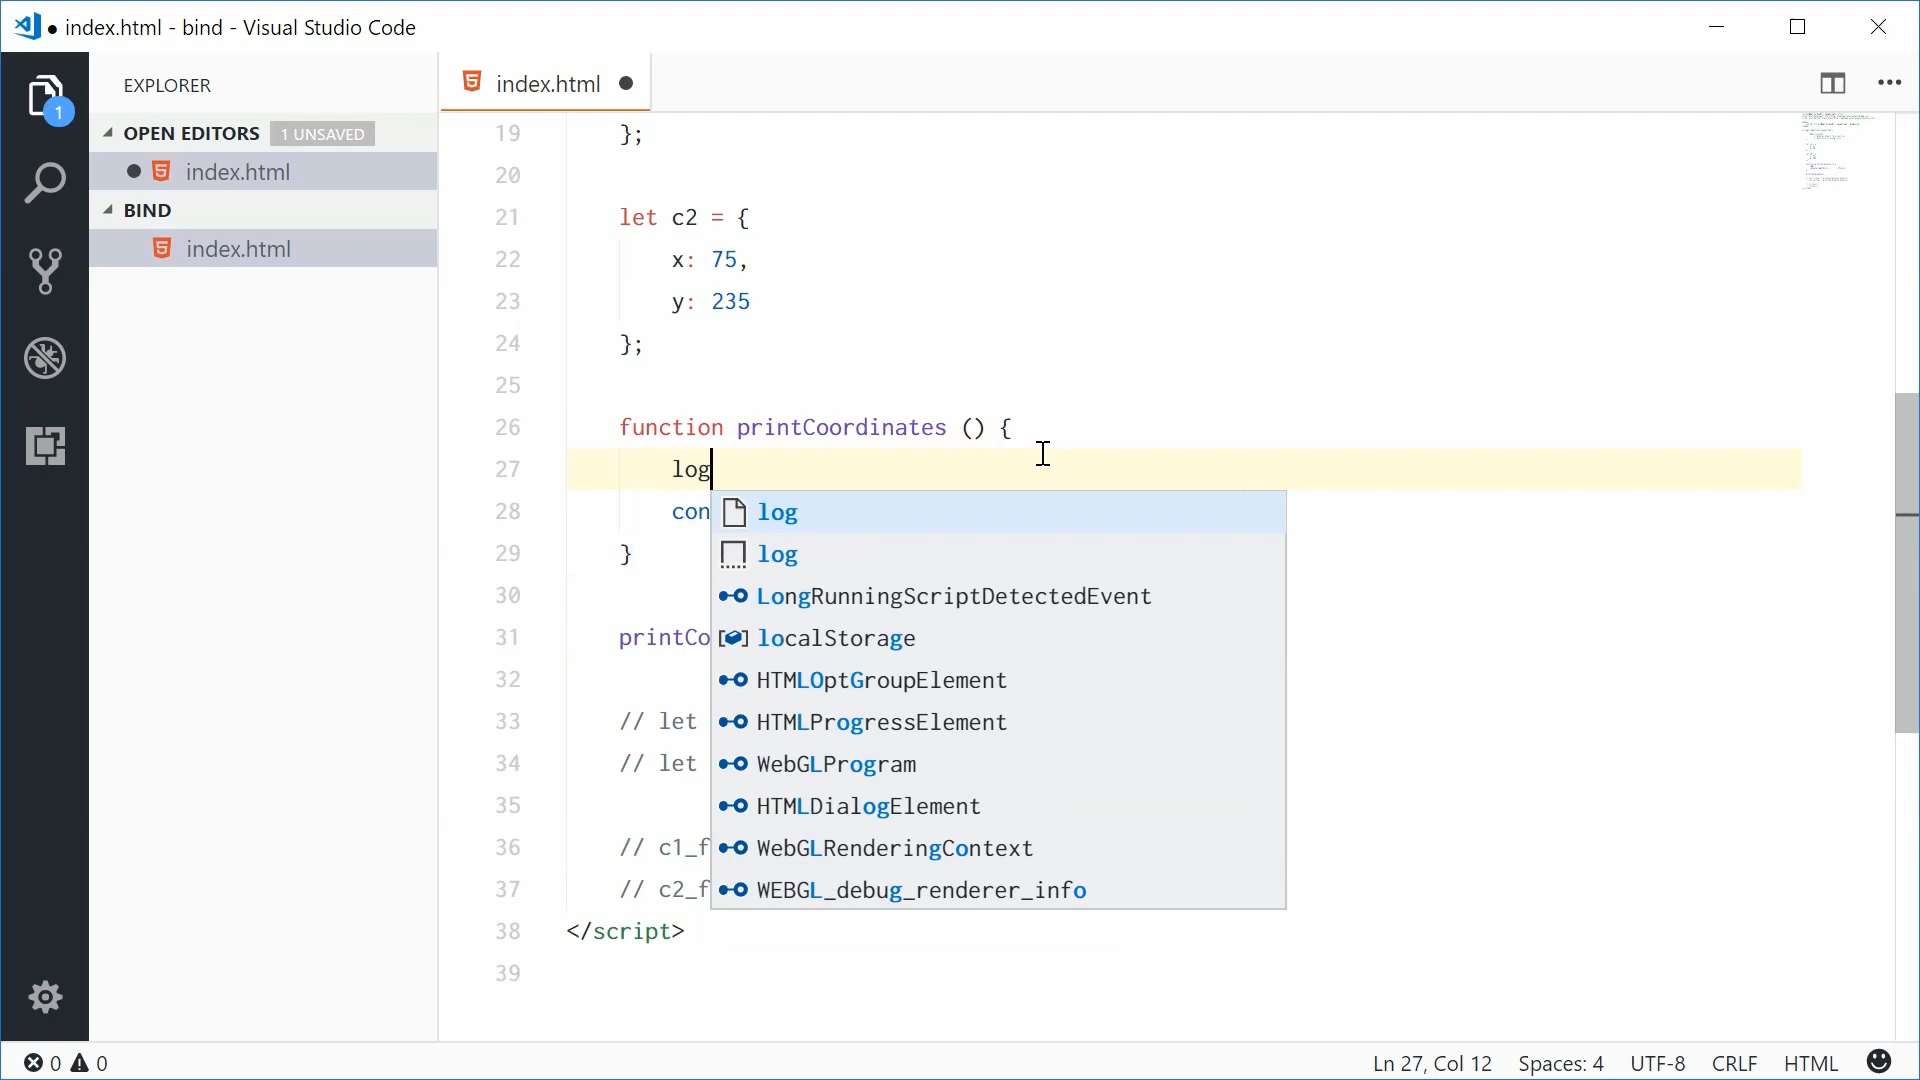 index.html - bind - Visual Studio Code
EXPLORER
OPEN EDITORS 1 UNSAVED
index.html
BIND
index.html
1
index.html
19 };
20
21 let c2 = {
22 x: 75,
23 y: 235
24 };
25
26 function printCoordinates () {
27 log
28 con
29 }
30
31 printCo
32
33 // let
34 // let
35
36 // c1_f
37 // c2_f
38 </script>
39
log
log
LongRunningScriptDetectedEvent
localStorage
HTMLOptGroupElement
HTMLProgressElement
WebGLProgram
HTMLDialogElement
WebGLRenderingContext
WEBGL_debug_renderer_info
0 0 Ln 27, Col 12 Spaces: 4 UTF-8 CRLF HTML